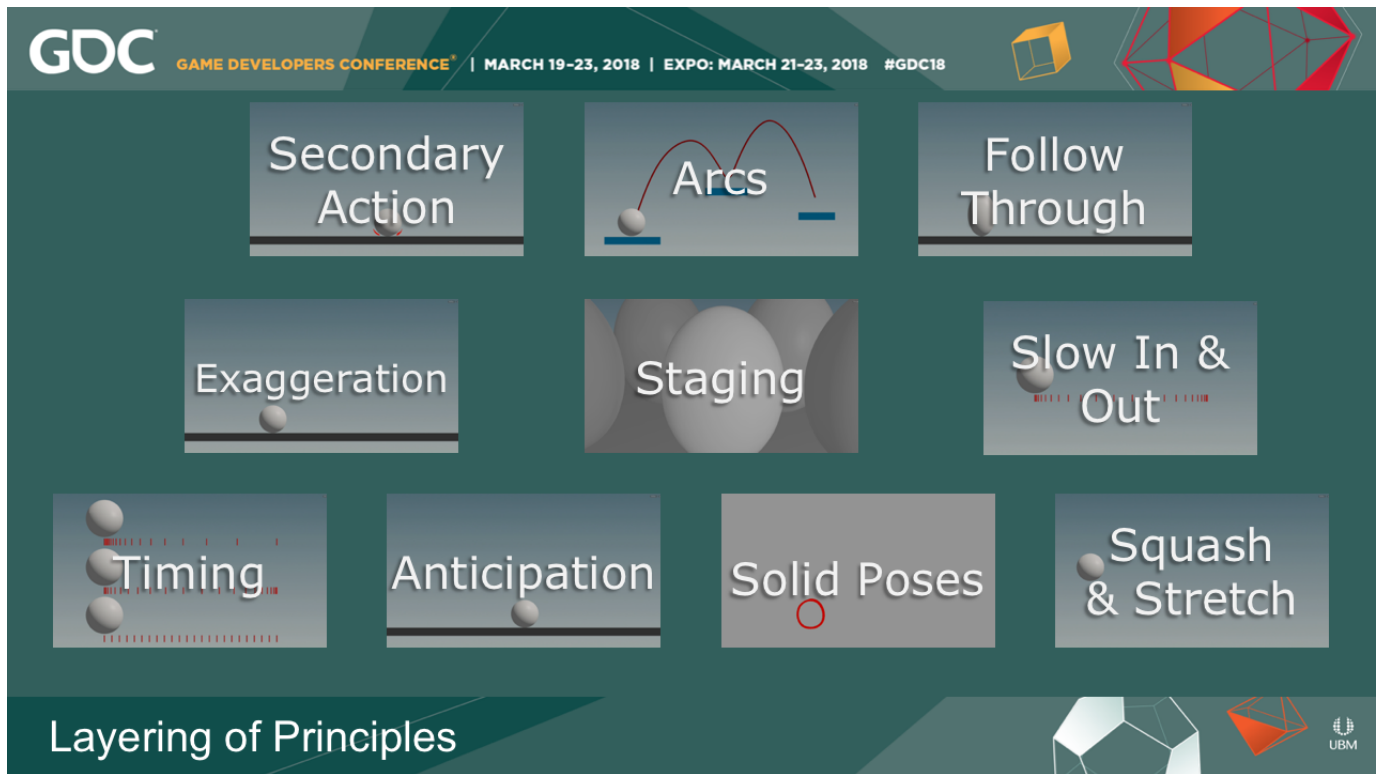 GDC
GAME DEVELOPERS CONFERENCE® | MARCH 19–23, 2018 | EXPO: MARCH 21–23, 2018 #GDC18
Secondary
Action
Arcs
Follow
Through
Exaggeration
Staging
Slow In &
Out
Timing
Anticipation
Solid Poses
Squash
& Stretch
Layering of Principles
UBM